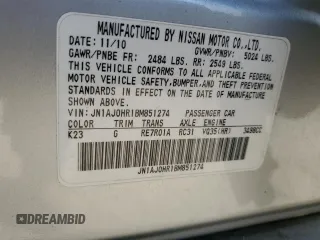 MANUFACTURED BY NISSAN MOTOR CO.,LTD.
DATE: 11/10 GVWR/PNBV: 5024 LBS.
GAWR/PNBE FR: 2484 LBS. RR: 2549 LBS.
THIS VEHICLE CONFORMS TO ALL APPLICABLE FEDERAL
MOTOR VEHICLE SAFETY,BUMPER,AND THEFT PREVENTION
STANDARDS IN EFFECT ON THE DATE OF MANUFACTURE
SHOWN ABOVE.
VIN: JN1AJ0HR1BM851274 PASSENGER CAR
COLOR TRIM TRANS AXLE ENGINE
K23 G RE7R01A RC31 VQ35(HR) 3498CC
JN1AJ0HR1BM851274
AUTOBIDMASTER